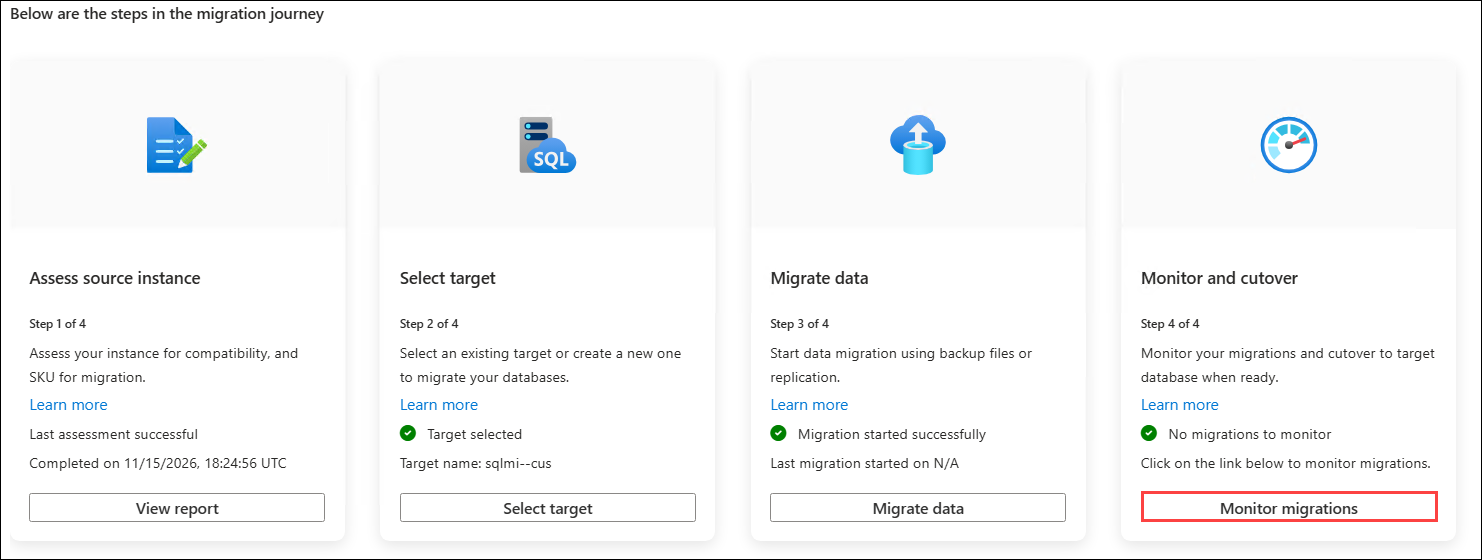 Below are the steps in the migration journey
SQL
Assess source instance
Step 1 of 4
Assess your instance for compatibility, and
SKU for migration.
Learn more
Last assessment successful
Completed on 11/15/2026, 18:24:56 UTC
View report
Select target
Step 2 of 4
Select an existing target or create a new one
to migrate your databases.
Learn more
Target selected
Target name: sqlmi--cus
Select target
Migrate data
Step 3 of 4
Start data migration using backup files or
replication.
Learn more
Migration started successfully
Last migration started on N/A
Migrate data
Monitor and cutover
Step 4 of 4
Monitor your migrations and cutover to target
database when ready.
Learn more
No migrations to monitor
Click on the link below to monitor migrations.
Monitor migrations